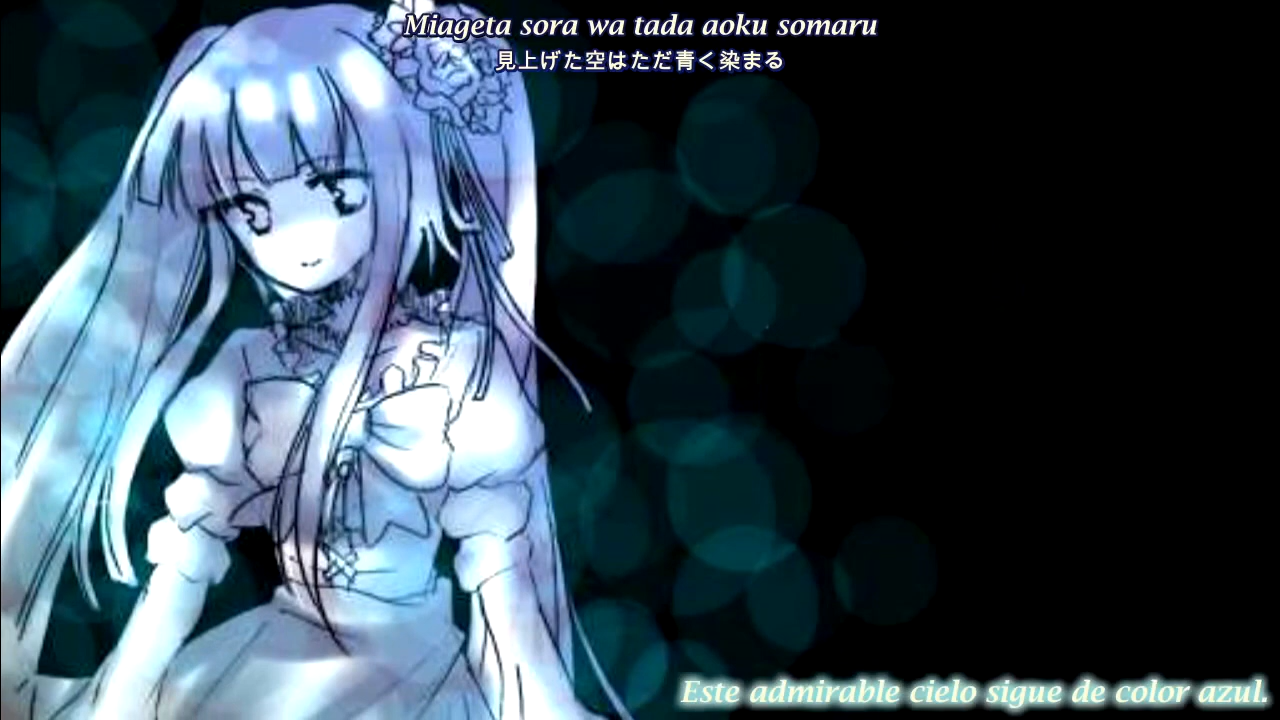 Miageta sora wa tada aoku somaru
見上げた空はただ青く染まる
Este admirable cielo sigue de color azul.